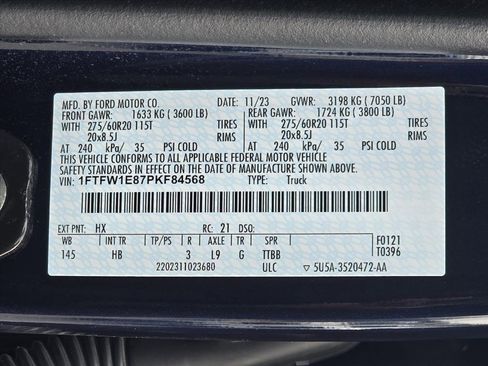 MFD. BY FORD MOTOR CO. DATE: 11/23 GVWR: 3198 KG ( 7050 LB)
FRONT GAWR: 1633 KG ( 3600 LB) REAR GAWR: 1724 KG ( 3800 LB)
WITH 275/60R20 115T TIRES WITH 275/60R20 115T TIRES
20x8.5J RIMS 20x8.5J RIMS
AT 240 kPa/ 35 PSI COLD AT 240 kPa/ 35 PSI COLD
THIS VEHICLE CONFORMS TO ALL APPLICABLE FEDERAL MOTOR VEHICLE
SAFETY STANDARDS IN EFFECT ON THE DATE OF MANUFACTURE SHOWN ABOVE.
VIN: 1FTFW1E87PKF84568 TYPE: Truck
EXT PNT: HX RC: 21 DSO:
WB INT TR TP/PS R AXLE TR SPR F0121
145 HB 3 L9 G TTBB T0396
2202311023680 ULC 5U5A-3520472-AA